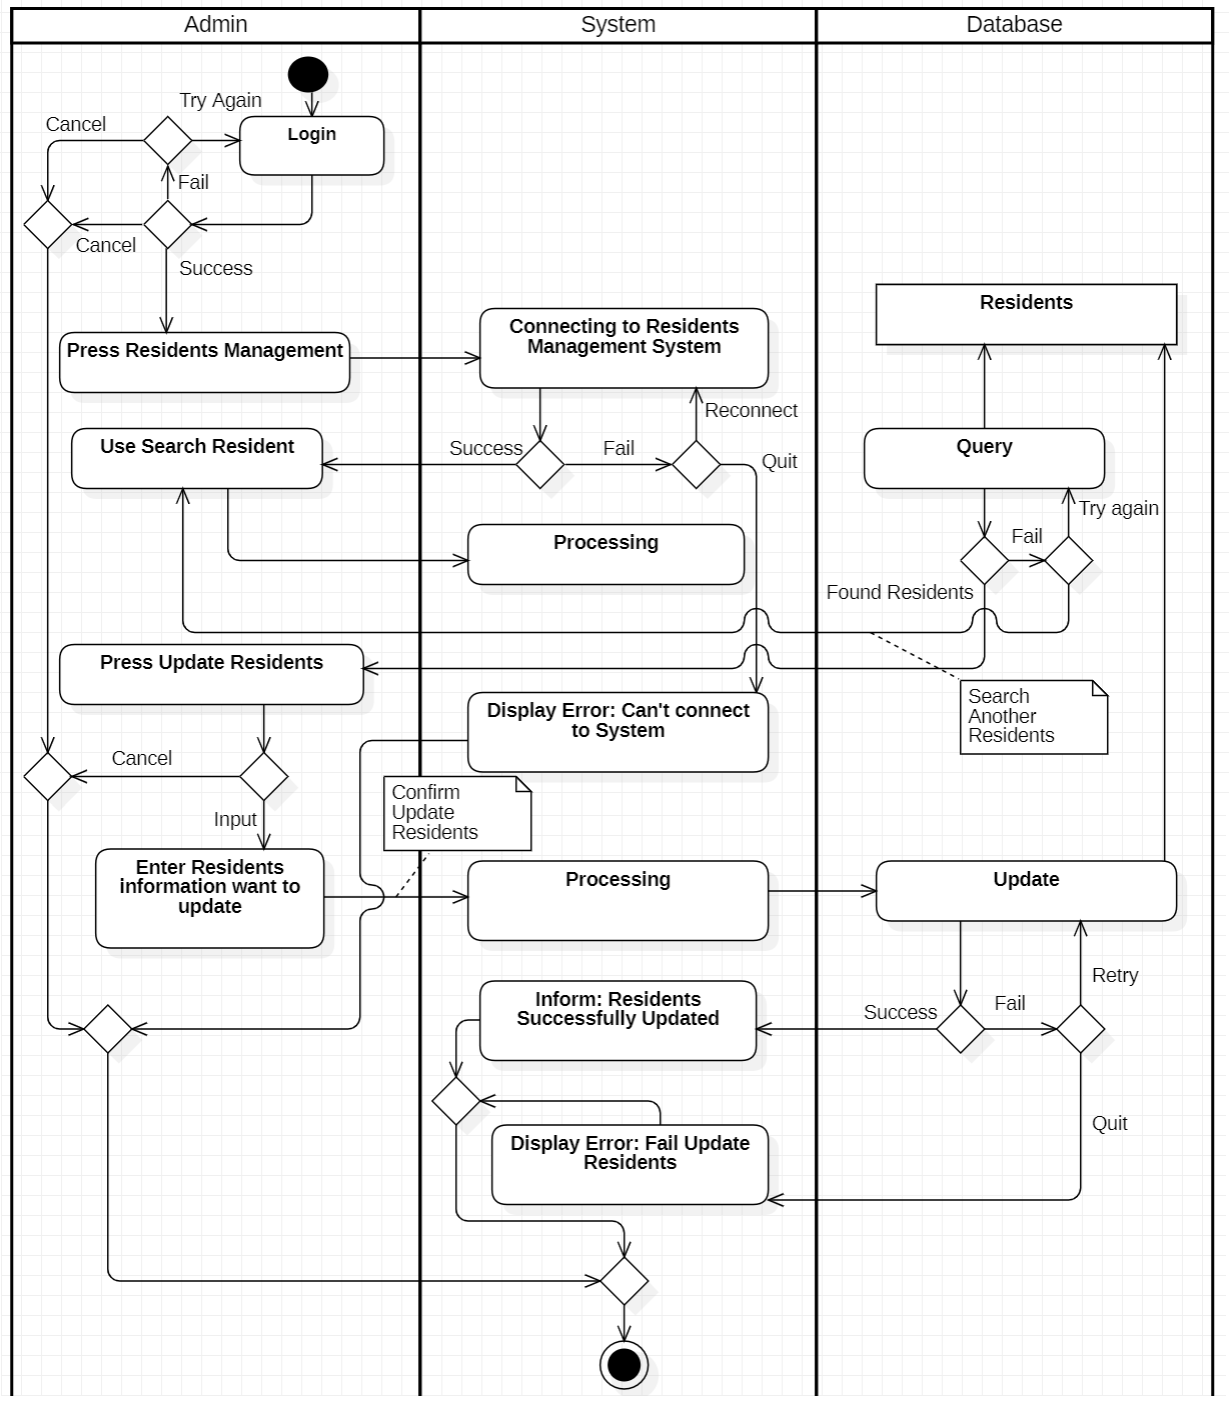 Admin
System
Database
Try Again
Cancel
Login
Fail
Cancel
Success
Residents
Press Residents Management
Connecting to Residents
Management System
Reconnect
Use Search Resident
Success
Fail
Quit
Query
Try again
Fail
Processing
Found Residents
Press Update Residents
Search
Another
Residents
Display Error: Can't connect
to System
Cancel
Confirm
Update
Residents
Input
Enter Residents
information want to
update
Processing
Update
Retry
Inform: Residents
Successfully Updated
Success
Fail
Quit
Display Error: Fail Update
Residents